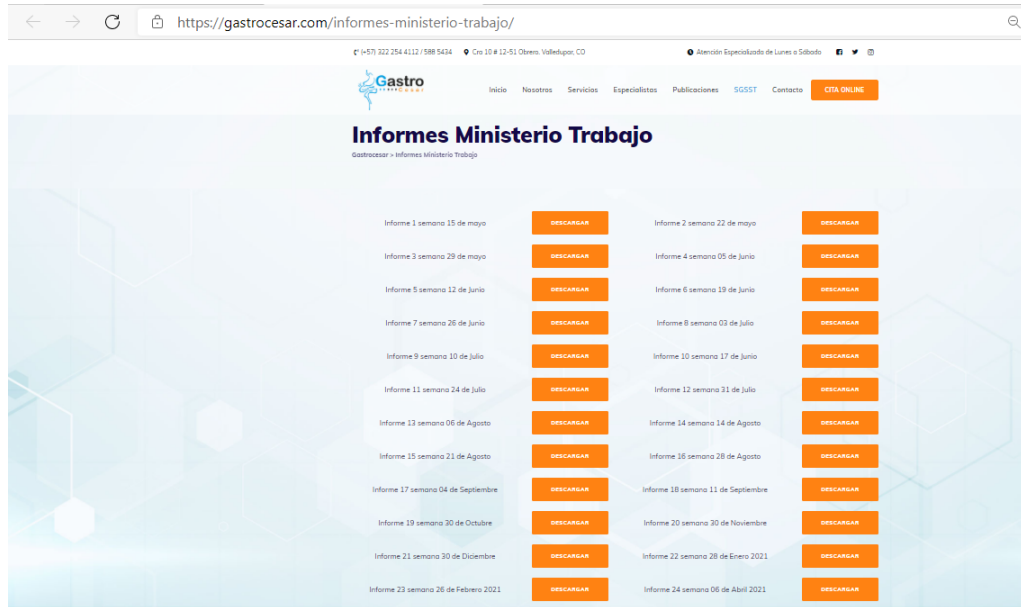 https://gastrocesar.com/informes-ministerio-trabajo/
(+57) 322 254 4112 / 588 5434 Cra 10 # 12-51 Obrero. Valledupar, CO Atención Especializada de Lunes a Sábado
Gastro
Cesar
Inicio Nosotros Servicios Especialistas Publicaciones SGSST Contacto CITA ONLINE
Informes Ministerio Trabajo
Gastrocesar > Informes Ministerio Trabajo
Informe 1 semana 15 de mayo DESCARGAR Informe 2 semana 22 de mayo DESCARGAR
Informe 3 semana 29 de mayo DESCARGAR Informe 4 semana 05 de Junio DESCARGAR
Informe 5 semana 12 de Junio DESCARGAR Informe 6 semana 19 de Junio DESCARGAR
Informe 7 semana 26 de Junio DESCARGAR Informe 8 semana 03 de Julio DESCARGAR
Informe 9 semana 10 de Julio DESCARGAR Informe 10 semana 17 de Junio DESCARGAR
Informe 11 semana 24 de Julio DESCARGAR Informe 12 semana 31 de Julio DESCARGAR
Informe 13 semana 06 de Agosto DESCARGAR Informe 14 semana 14 de Agosto DESCARGAR
Informe 15 semana 21 de Agosto DESCARGAR Informe 16 semana 28 de Agosto DESCARGAR
Informe 17 semana 04 de Septiembre DESCARGAR Informe 18 semana 11 de Septiembre DESCARGAR
Informe 19 semana 30 de Octubre DESCARGAR Informe 20 semana 30 de Noviembre DESCARGAR
Informe 21 semana 30 de Diciembre DESCARGAR Informe 22 semana 28 de Enero 2021 DESCARGAR
Informe 23 semana 26 de Febrero 2021 DESCARGAR Informe 24 semana 06 de Abril 2021 DESCARGAR